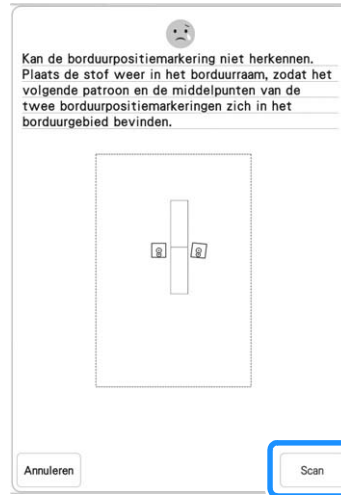 Kan de borduurpositiemarkering niet herkennen.
Plaats de stof weer in het borduurraam, zodat het
volgende patroon en de middelpunten van de
twee borduurpositiemarkeringen zich in het
borduurgebied bevinden.
Annuleren
Scan